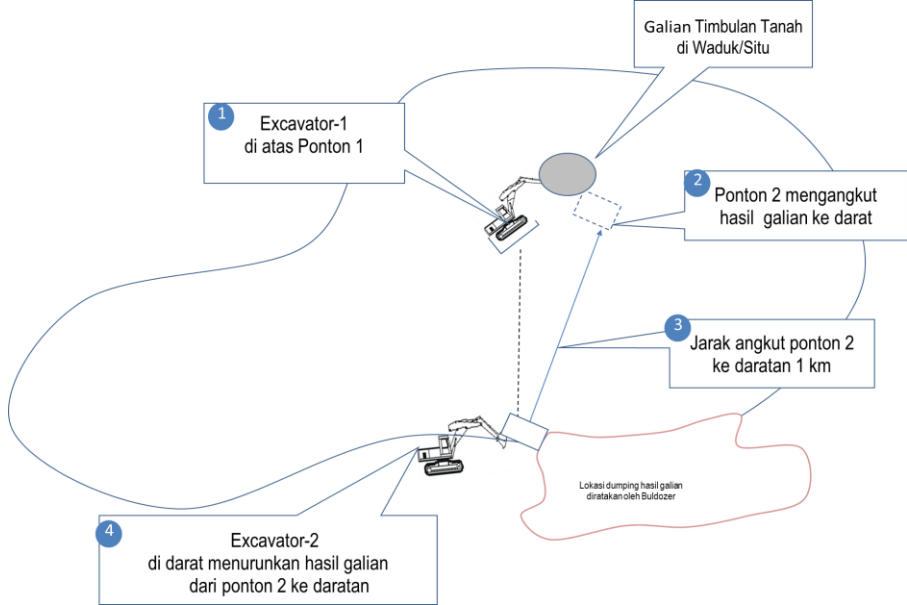 Galian Timbulan Tanah
di Waduk/Situ
1
Excavator-1
di atas Ponton 1
2
Ponton 2 mengangkut
hasil galian ke darat
3
Jarak angkut ponton 2
ke daratan 1 km
Lokasi dumping hasil galian
diratakan oleh Buldozer
4
Excavator-2
di darat menurunkan hasil galian
dari ponton 2 ke daratan